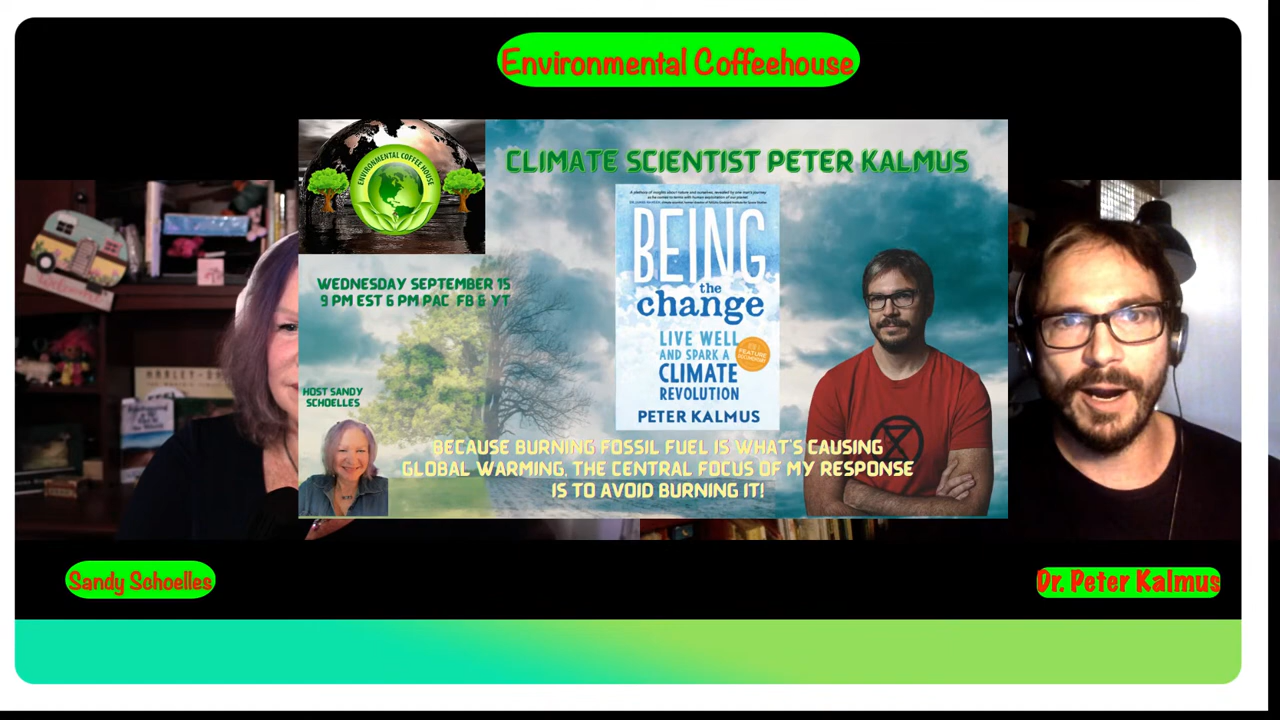 Environmental Coffeehouse
ENVIRONMENTAL COFFEE HOUSE
CLIMATE SCIENTIST PETER KALMUS
WEDNESDAY SEPTEMBER 15
9 PM EST 6 PM PAC FB & YT
BEING
the
change
LIVE WELL
AND SPARK A
CLIMATE
REVOLUTION
PETER KALMUS
HOST SANDY
SCHOELLES
BECAUSE BURNING FOSSIL FUEL IS WHAT'S CAUSING
GLOBAL WARMING, THE CENTRAL FOCUS OF MY RESPONSE
IS TO AVOID BURNING IT!
Sandy Schoelles
Dr. Peter Kalmus